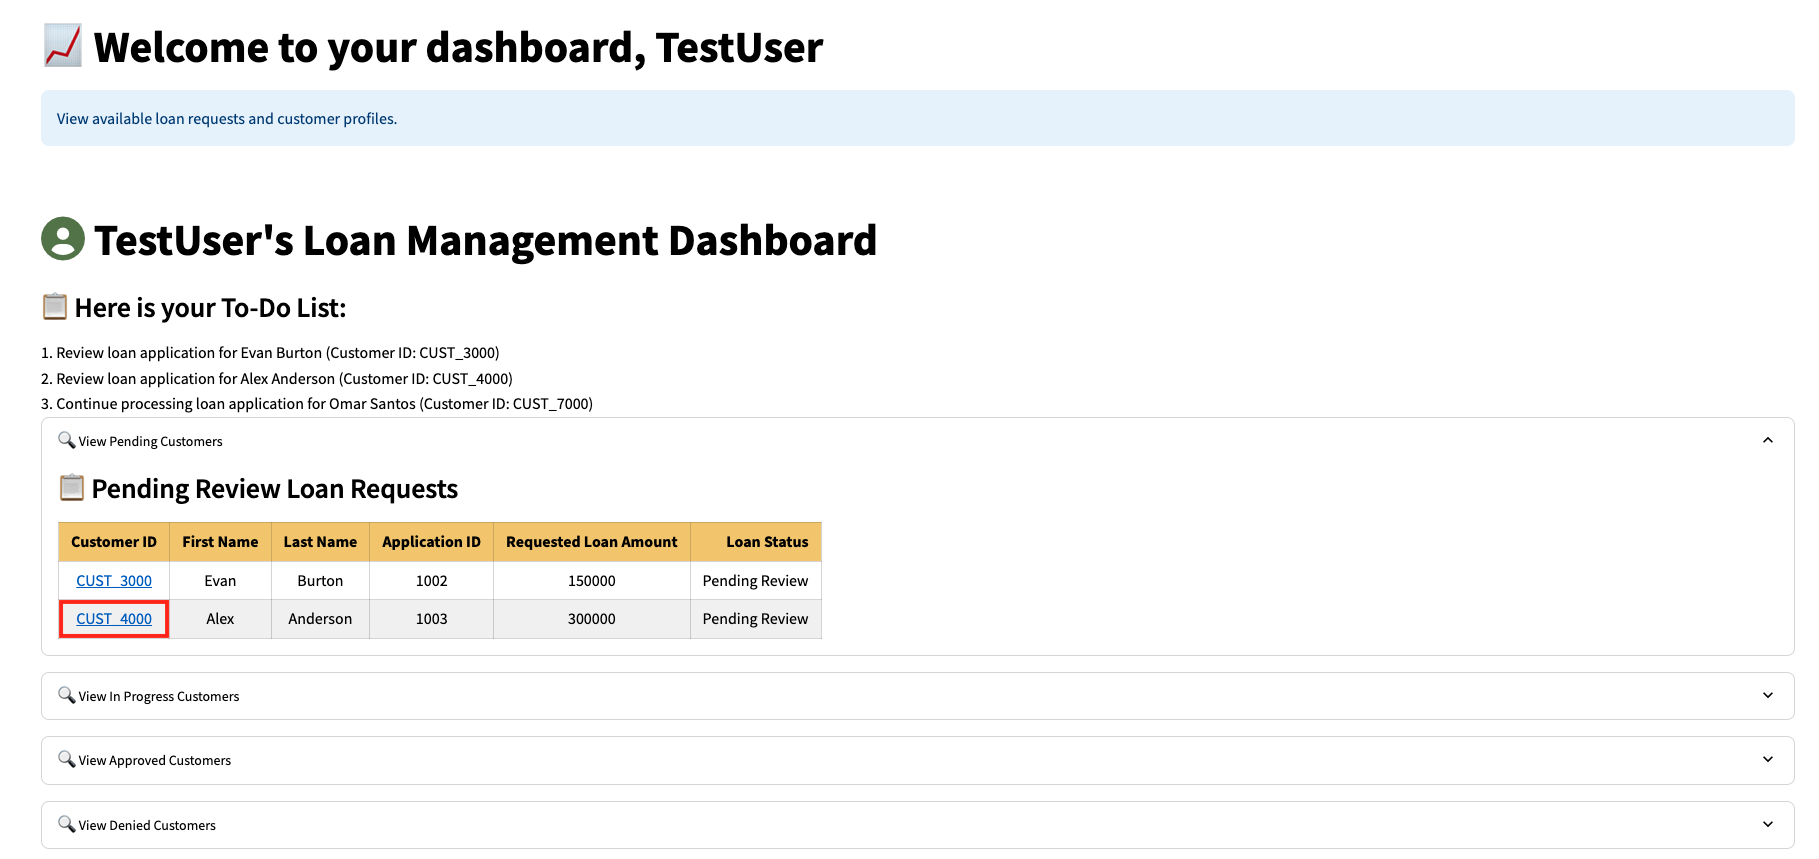 Welcome to your dashboard, TestUser
View available loan requests and customer profiles.
TestUser's Loan Management Dashboard
Here is your To-Do List:
1. Review loan application for Evan Burton (Customer ID: CUST_3000)
2. Review loan application for Alex Anderson (Customer ID: CUST_4000)
3. Continue processing loan application for Omar Santos (Customer ID: CUST_7000)
View Pending Customers
Pending Review Loan Requests
Customer ID First Name Last Name Application ID Requested Loan Amount Loan Status
CUST_3000 Evan Burton 1002 150000 Pending Review
CUST_4000 Alex Anderson 1003 300000 Pending Review
View In Progress Customers
View Approved Customers
View Denied Customers